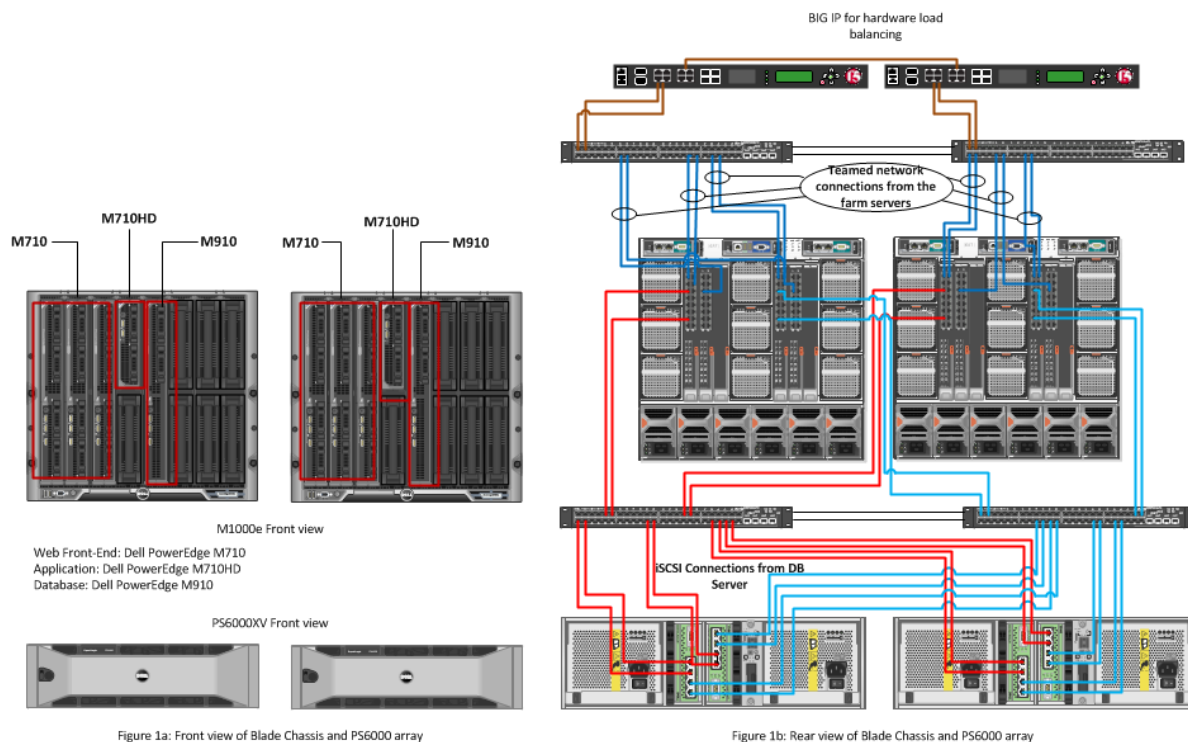 BIG IP for hardware load
balancing
f5
f5
Teamed network
connections from the
farm servers
M710HD
M710
M910
M710HD
M710
M910
M1000e Front view
Web Front-End: Dell PowerEdge M710
Application: Dell PowerEdge M710HD
Database: Dell PowerEdge M910
iSCSI Connections from DB
Server
PS6000XV Front view
Figure 1a: Front view of Blade Chassis and PS6000 array
Figure 1b: Rear view of Blade Chassis and PS6000 array